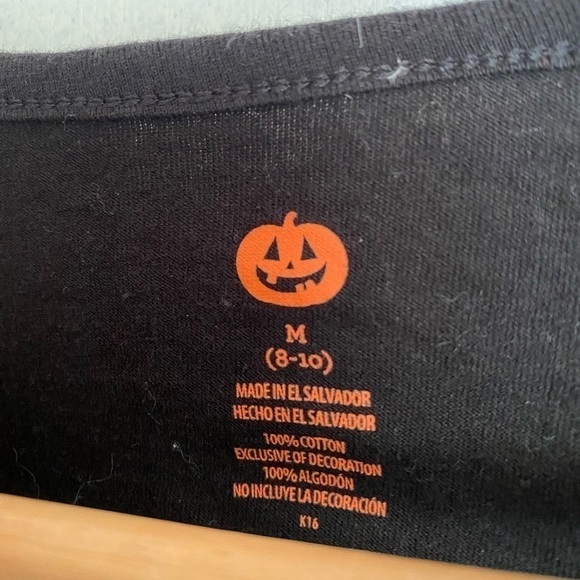 M
(8-10)
MADE IN EL SALVADOR
HECHO EN EL SALVADOR
100% COTTON
EXCLUSIVE OF DECORATION
100% ALGODÓN
NO INCLUYE LA DECORACIÓN
K16